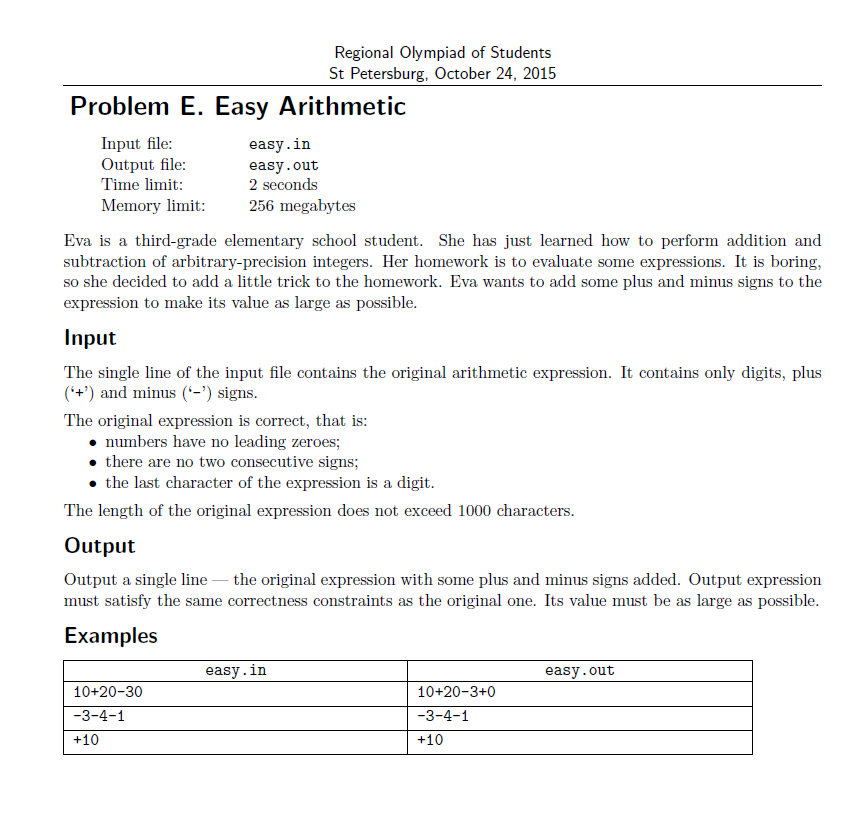 Regional Olympiad of Students
St Petersburg, October 24, 2015
Problem E. Easy Arithmetic
Input file: easy.in
Output file: easy.out
Time limit: 2 seconds
Memory limit: 256 megabytes
Eva is a third-grade elementary school student. She has just learned how to perform addition and
subtraction of arbitrary-precision integers. Her homework is to evaluate some expressions. It is boring,
so she decided to add a little trick to the homework. Eva wants to add some plus and minus signs to the
expression to make its value as large as possible.
Input
The single line of the input file contains the original arithmetic expression. It contains only digits, plus
(‘+’) and minus (‘-’) signs.
The original expression is correct, that is:
• numbers have no leading zeroes;
• there are no two consecutive signs;
• the last character of the expression is a digit.
The length of the original expression does not exceed 1000 characters.
Output
Output a single line — the original expression with some plus and minus signs added. Output expression
must satisfy the same correctness constraints as the original one. Its value must be as large as possible.
Examples
easy.in easy.out
10+20-30 10+20-3+0
-3-4-1 -3-4-1
+10 +10